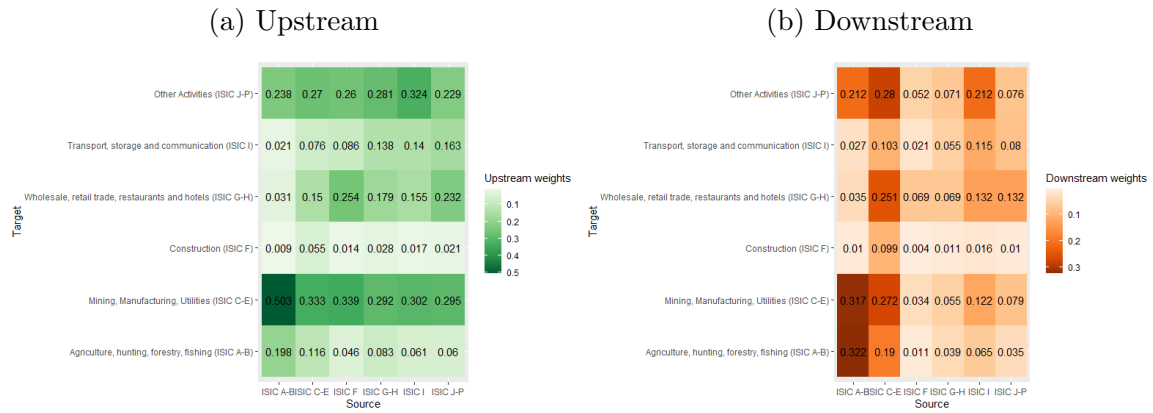 (a) Upstream
Other Activities (ISIC J-P)
0.238 0.27 0.26 0.281 0.324 0.229
Transport, storage and communication (ISIC I)
0.021 0.076 0.086 0.138 0.14 0.163
Wholesale, retail trade, restaurants and hotels (ISIC G-H)
0.031 0.15 0.254 0.179 0.155 0.232
Construction (ISIC F)
0.009 0.055 0.014 0.028 0.017 0.021
Mining, Manufacturing, Utilities (ISIC C-E)
0.503 0.333 0.339 0.292 0.302 0.295
Agriculture, hunting, forestry, fishing (ISIC A-B)
0.198 0.116 0.046 0.083 0.061 0.06
ISIC A-B ISIC C-E ISIC F ISIC G-H ISIC I ISIC J-P
Source
Target
Upstream weights
0.1
0.2
0.3
0.4
0.5
(b) Downstream
Other Activities (ISIC J-P)
0.212 0.28 0.052 0.071 0.212 0.076
Transport, storage and communication (ISIC I)
0.027 0.103 0.021 0.055 0.115 0.08
Wholesale, retail trade, restaurants and hotels (ISIC G-H)
0.035 0.251 0.069 0.069 0.132 0.132
Construction (ISIC F)
0.01 0.099 0.004 0.011 0.016 0.01
Mining, Manufacturing, Utilities (ISIC C-E)
0.317 0.272 0.034 0.055 0.122 0.079
Agriculture, hunting, forestry, fishing (ISIC A-B)
0.322 0.19 0.011 0.039 0.065 0.035
ISIC A-B ISIC C-E ISIC F ISIC G-H ISIC I ISIC J-P
Source
Target
Downstream weights
0.1
0.2
0.3